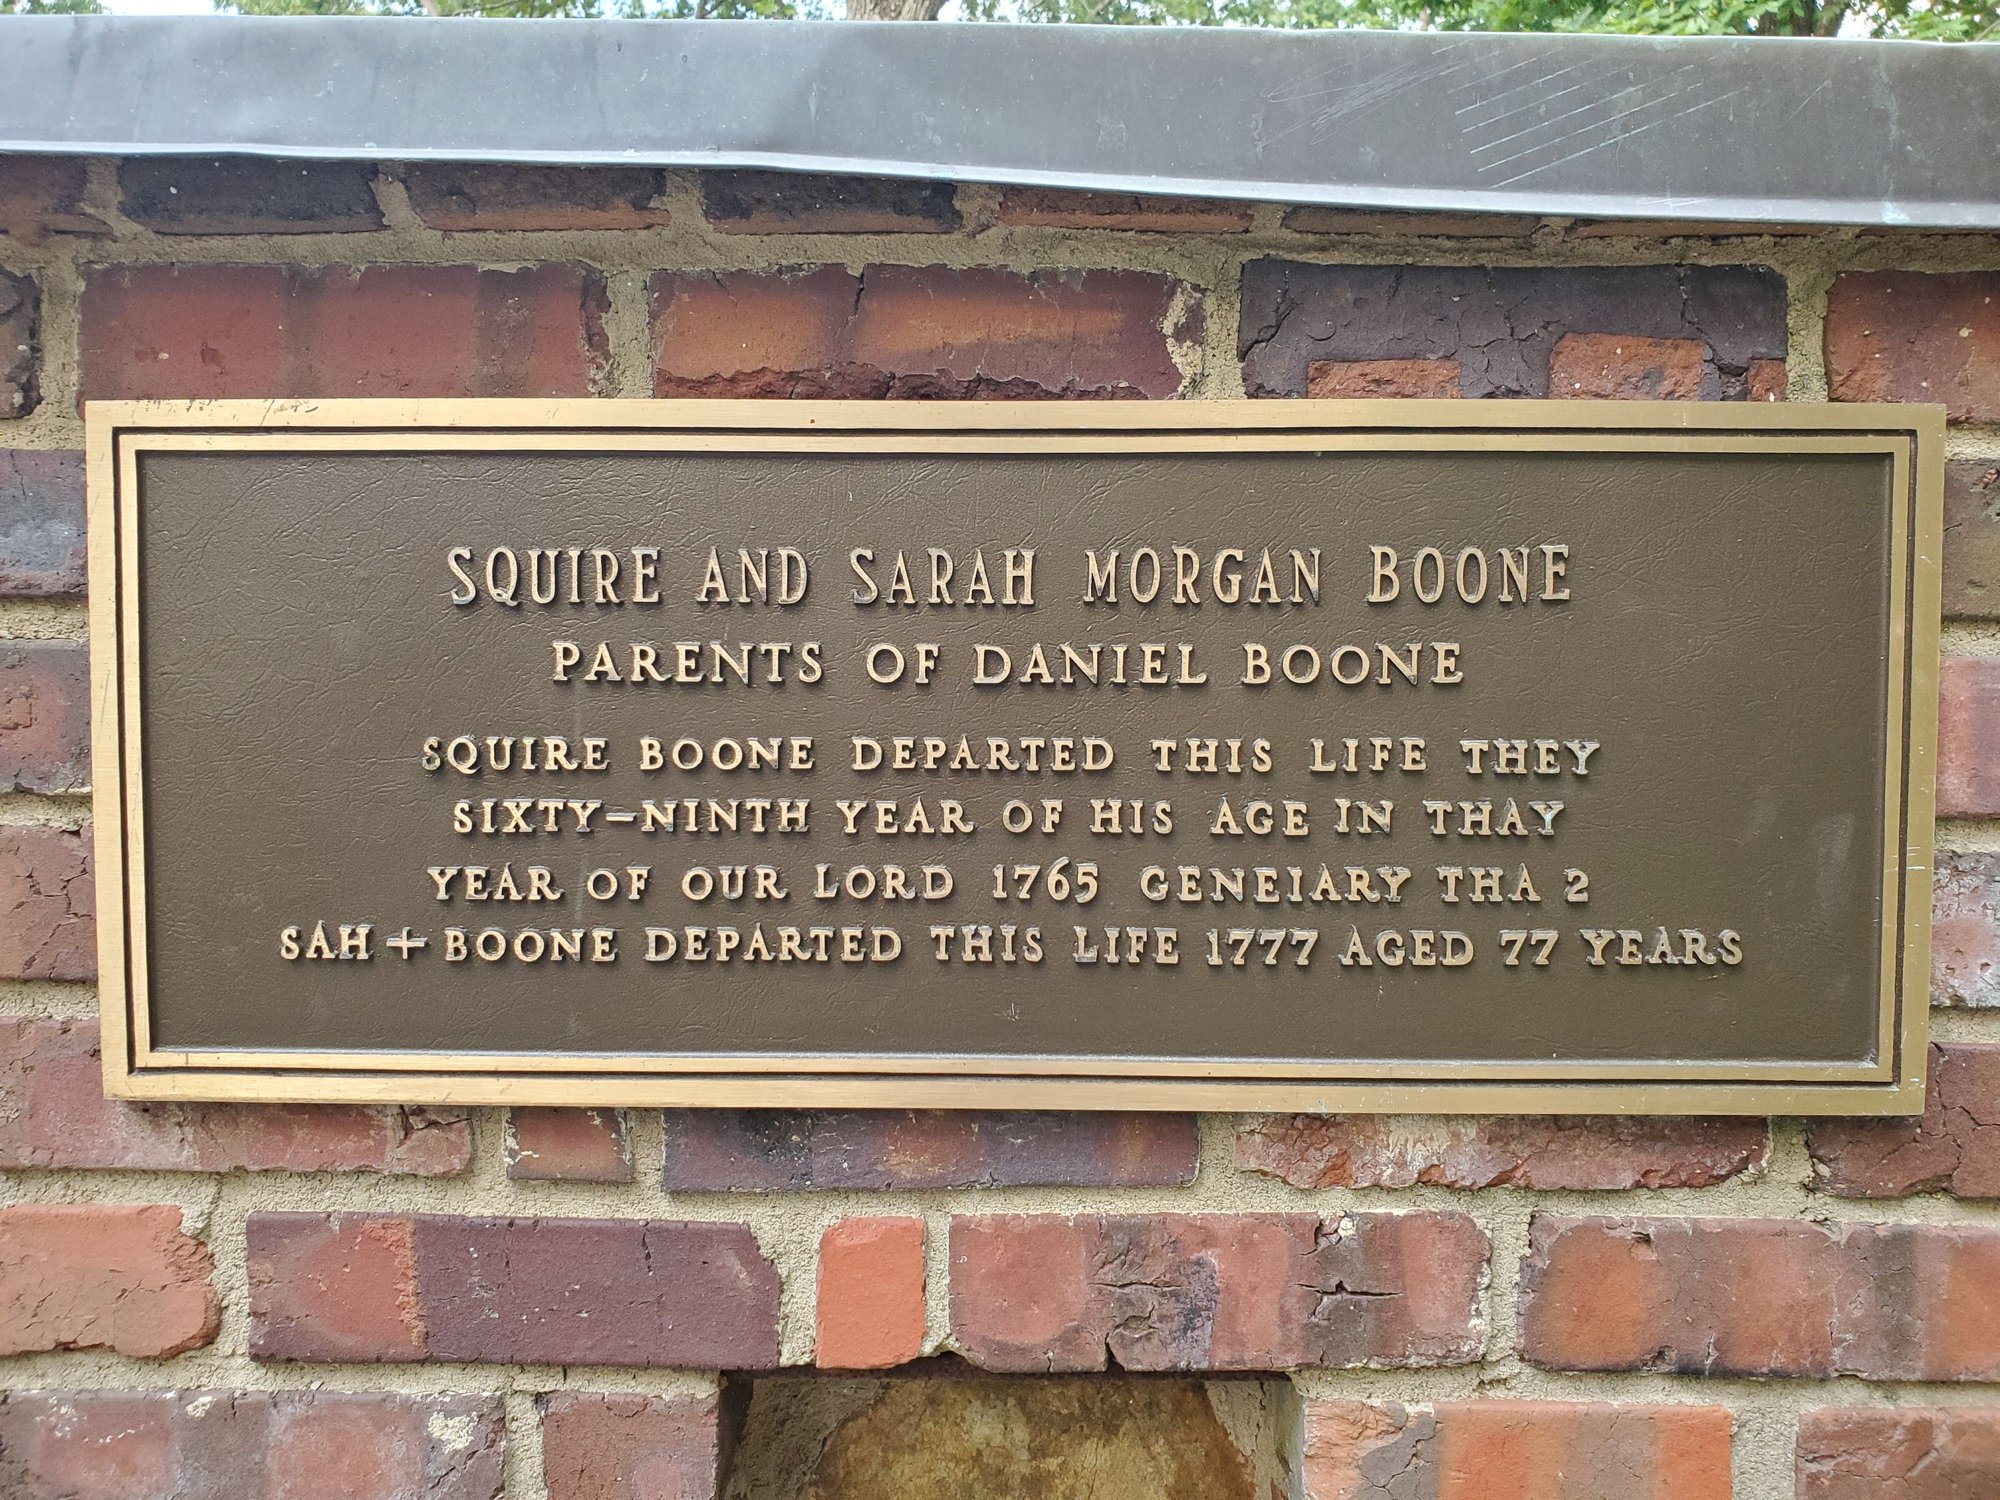 SQUIRE AND SARAH MORGAN BOONE
PARENTS OF DANIEL BOONE
SQUIRE BOONE DEPARTED THIS LIFE THEY
SIXTY-NINTH YEAR OF HIS AGE IN THAY
YEAR OF OUR LORD 1765 GENEIARY THA 2
SAH + BOONE DEPARTED THIS LIFE 1777 AGED 77 YEARS